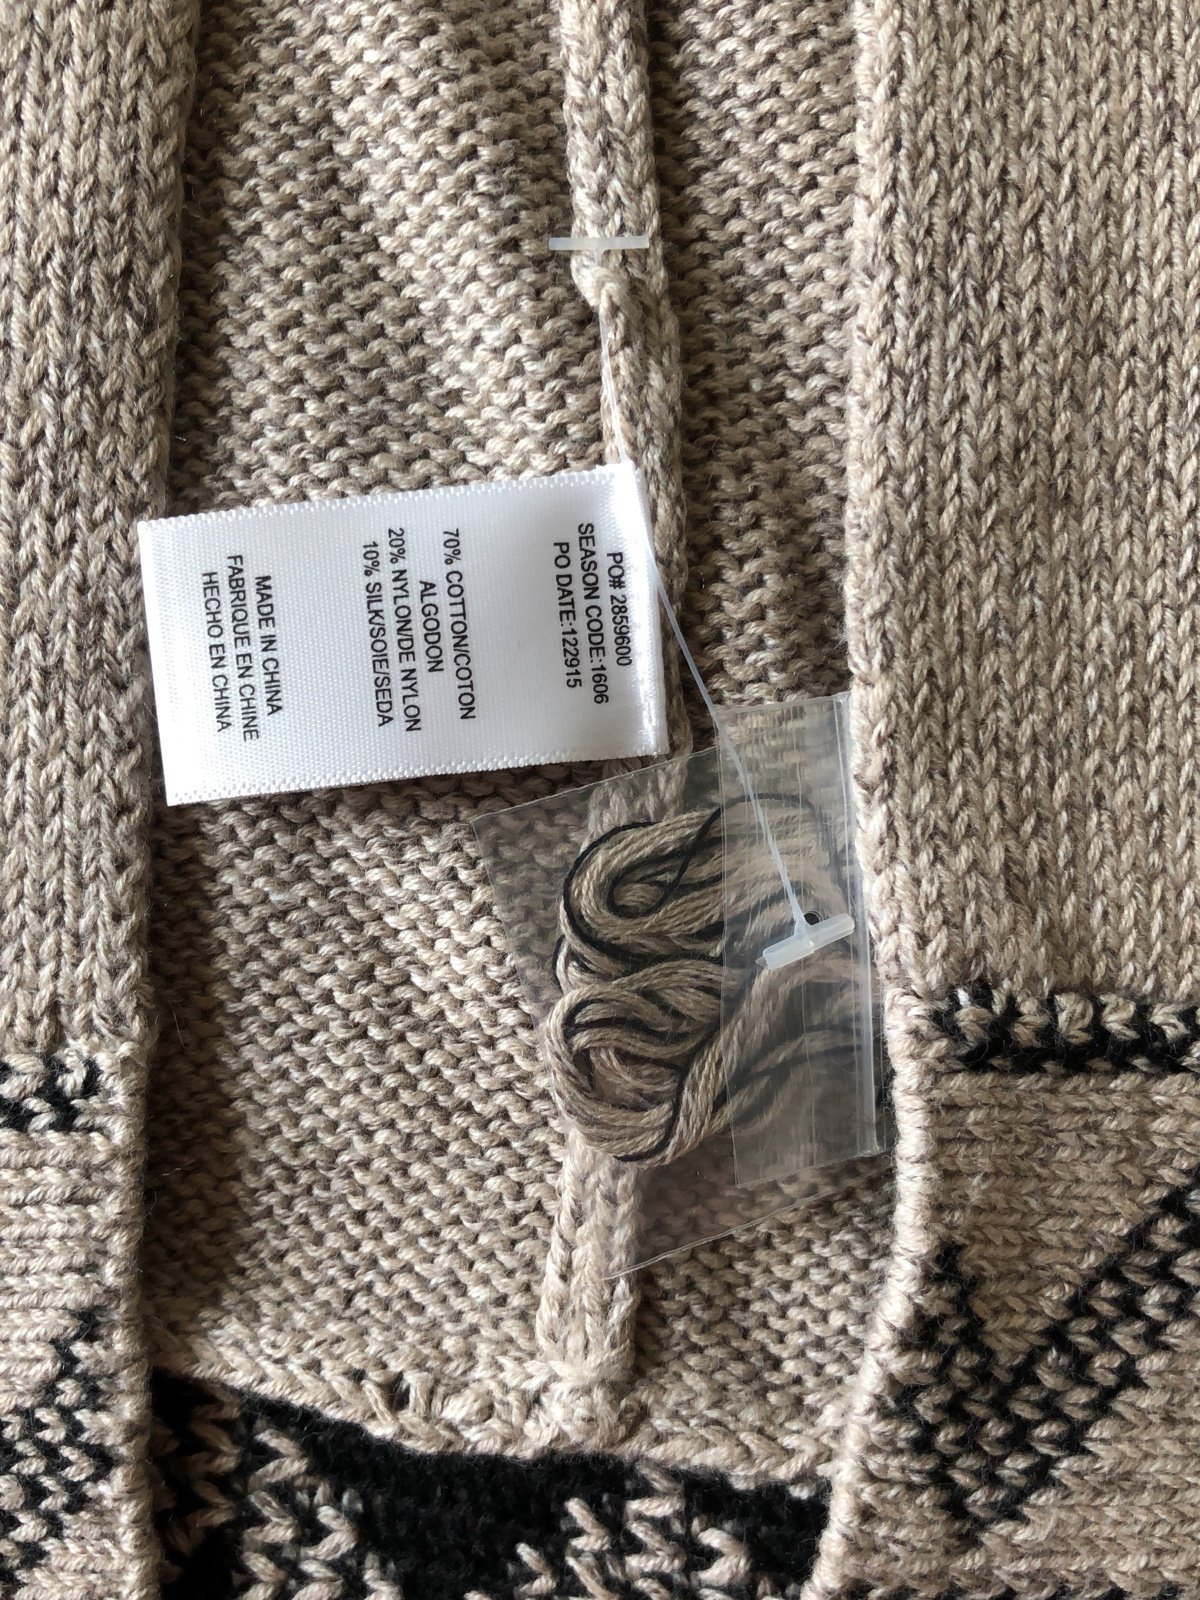 PO# 2859600
SEASON CODE:1606
PO DATE:122915
70% COTTON/COTON
ALGODON
20% NYLON/DE NYLON
10% SILK/SOIE/SEDA
MADE IN CHINA
FABRIQUE EN CHINE
HECHO EN CHINA